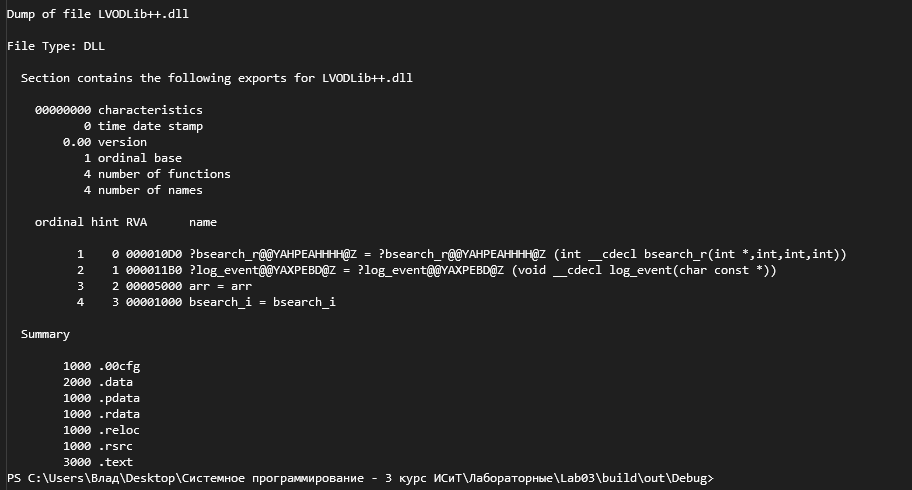 Dump of file LVODLib++.dll
File Type: DLL
Section contains the following exports for LVODLib++.dll
00000000 characteristics
0 time date stamp
0.00 version
1 ordinal base
4 number of functions
4 number of names
ordinal hint RVA      name
1    0 000010D0 ?bsearch_r@@YAHPEAHHHH@Z = ?bsearch_r@@YAHPEAHHHH@Z (int __cdecl bsearch_r(int *,int,int,int))
2    1 000011B0 ?log_event@@YAXPEBD@Z = ?log_event@@YAXPEBD@Z (void __cdecl log_event(char const *))
3    2 00005000 arr = arr
4    3 00001000 bsearch_i = bsearch_i
Summary
1000 .00cfg
2000 .data
1000 .pdata
1000 .rdata
1000 .reloc
1000 .rsrc
3000 .text
PS C:\Users\Влад\Desktop\Системное программирование - 3 курс ИСиТ\Лабораторные\Lab03\build\out\Debug>